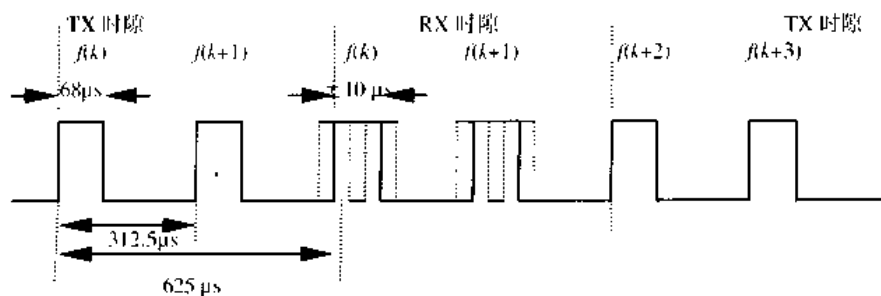 TX 时隙 RX 时隙 TX 时隙
f(k) f(k+1) f(k) f(k+1) f(k+2) f(k+3)
68μs 10 μs
312.5μs
625 μs